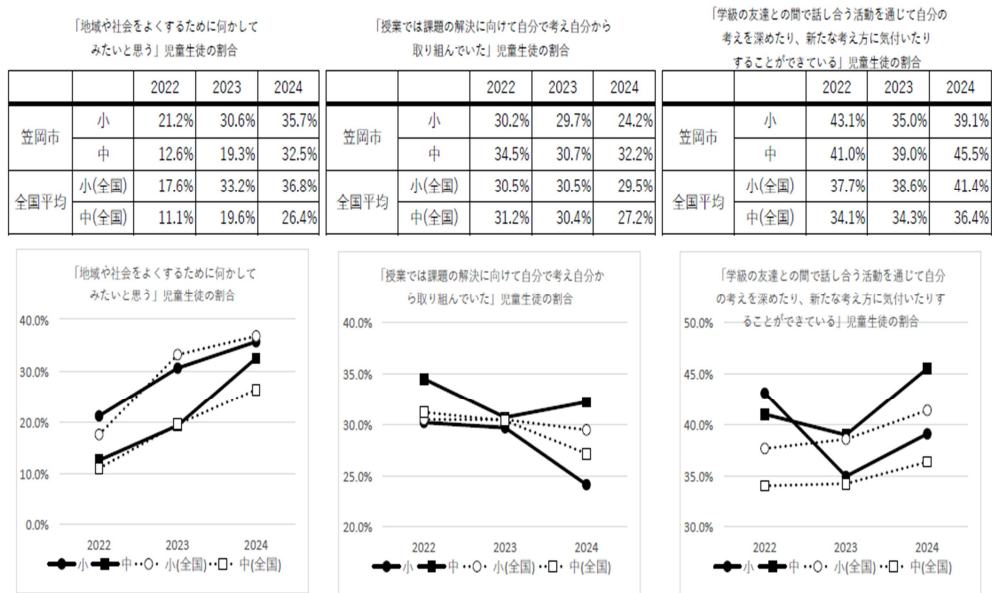 「地域や社会をよくするために何かして
みたいと思う」児童生徒の割合
2022 2023 2024
笠岡市 小 21.2% 30.6% 35.7%
中 12.6% 19.3% 32.5%
全国平均 小(全国) 17.6% 33.2% 36.8%
中(全国) 11.1% 19.6% 26.4%
「授業では課題の解決に向けて自分で考え自分から
取り組んでいた」児童生徒の割合
2022 2023 2024
笠岡市 小 30.2% 29.7% 24.2%
中 34.5% 30.7% 32.2%
全国平均 小(全国) 30.5% 30.5% 29.5%
中(全国) 31.2% 30.4% 27.2%
「学級の友達との間で話し合う活動を通じて自分の
考えを深めたり、新たな考え方に気付いたり
することができている」児童生徒の割合
2022 2023 2024
笠岡市 小 43.1% 35.0% 39.1%
中 41.0% 39.0% 45.5%
全国平均 小(全国) 37.7% 38.6% 41.4%
中(全国) 34.1% 34.3% 36.4%
「地域や社会をよくするために何かして
みたいと思う」児童生徒の割合
40.0%
30.0%
20.0%
10.0%
0.0%
2022 2023 2024
小 中 小(全国) 中(全国)
「授業では課題の解決に向けて自分で考え自分か
ら取り組んでいた」児童生徒の割合
40.0%
35.0%
30.0%
25.0%
20.0%
2022 2023 2024
小 中 小(全国) 中(全国)
「学級の友達との間で話し合う活動を通じて自分
の考えを深めたり、新たな考え方に気付いたりす
ることができている」児童生徒の割合
50.0%
45.0%
40.0%
35.0%
30.0%
2022 2023 2024
小 中 小(全国) 中(全国)